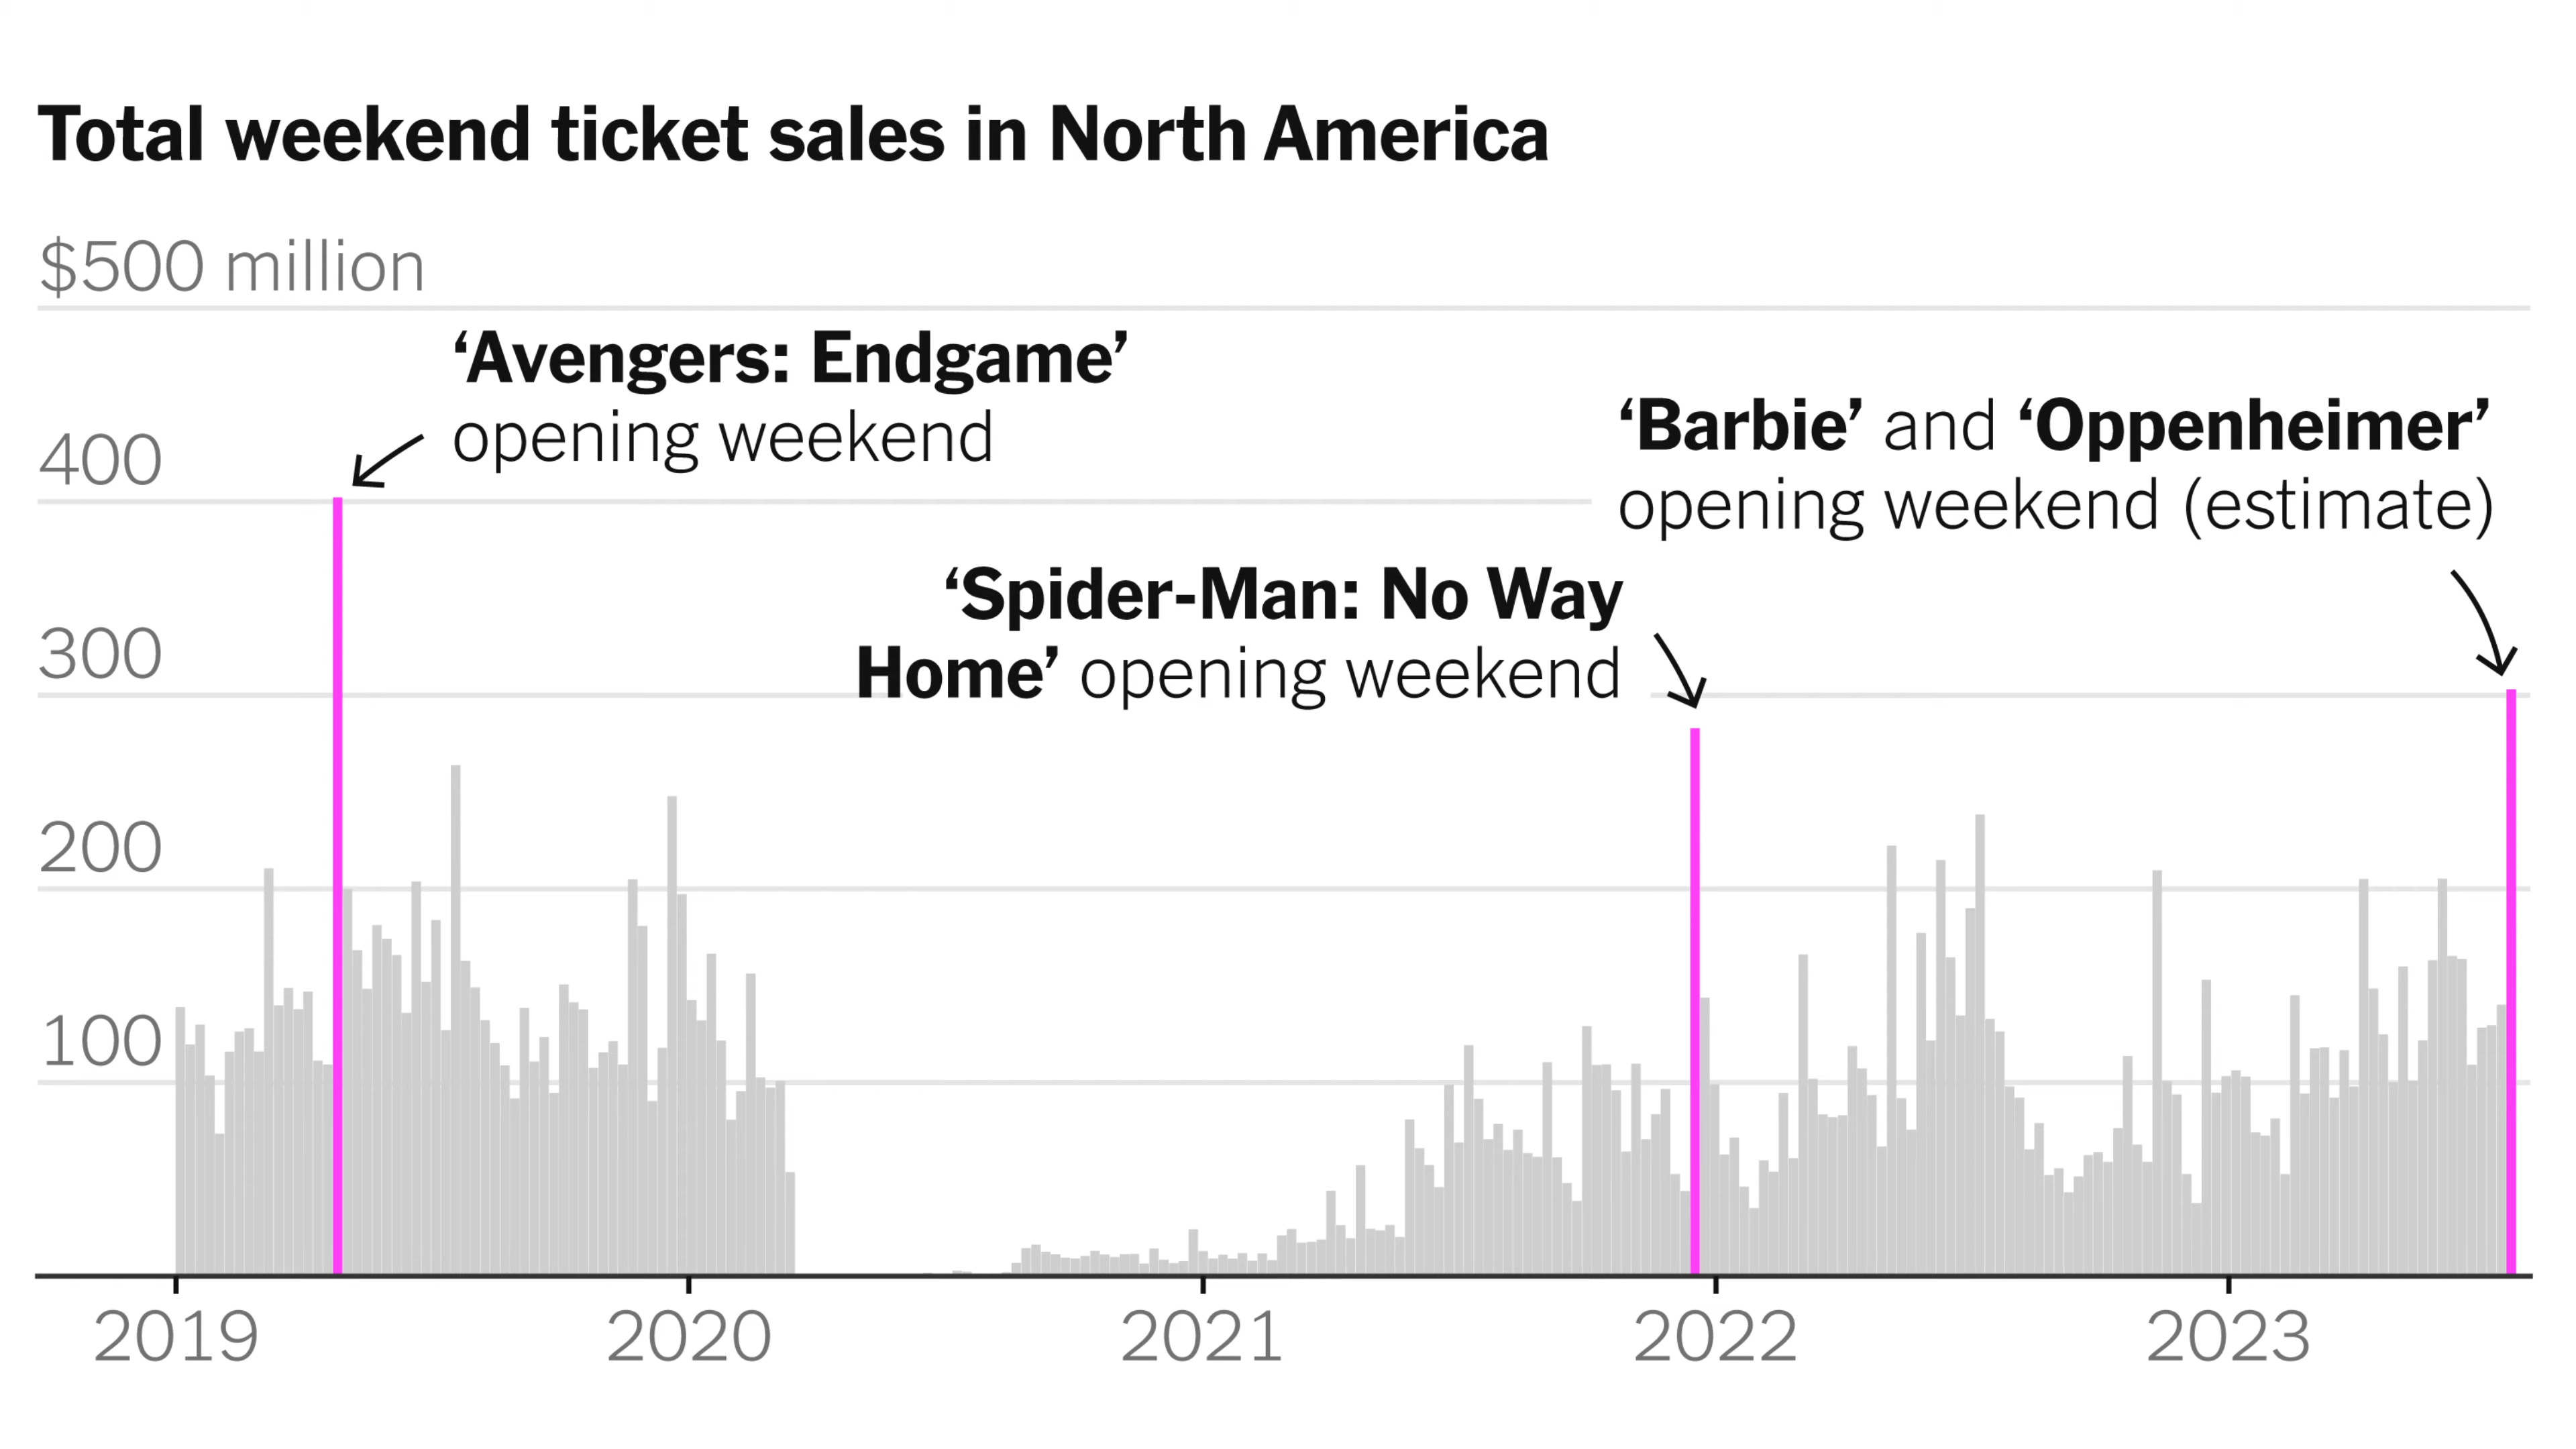 Total weekend ticket sales in North America
$500 million
‘Avengers: Endgame’
opening weekend
400
‘Barbie’ and ‘Oppenheimer’
opening weekend (estimate)
‘Spider-Man: No Way
Home’ opening weekend
300
200
100
2019
2020
2021
2022
2023